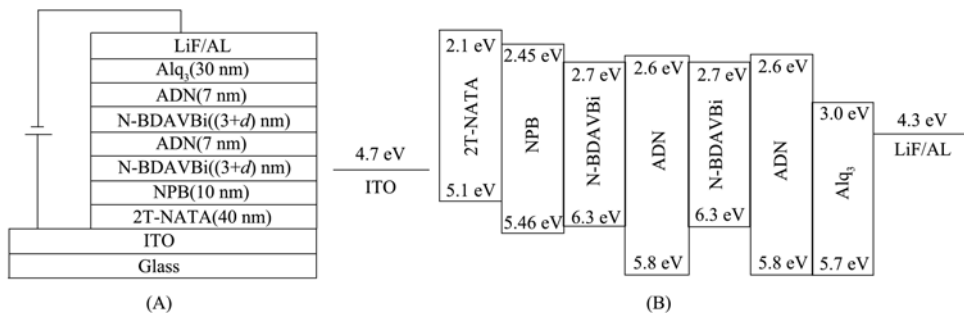 LiF/AL
Alq3(30 nm)
ADN(7 nm)
N-BDAVBi((3+d) nm)
ADN(7 nm)
N-BDAVBi((3+d) nm)
NPB(10 nm)
2T-NATA(40 nm)
ITO
Glass
(A)
4.7 eV
ITO
2.1 eV
2T-NATA
5.1 eV
2.45 eV
NPB
5.46 eV
2.7 eV
N-BDAVBi
6.3 eV
2.6 eV
ADN
5.8 eV
2.7 eV
N-BDAVBi
6.3 eV
2.6 eV
ADN
5.8 eV
3.0 eV
Alq3
5.7 eV
4.3 eV
LiF/AL
(B)